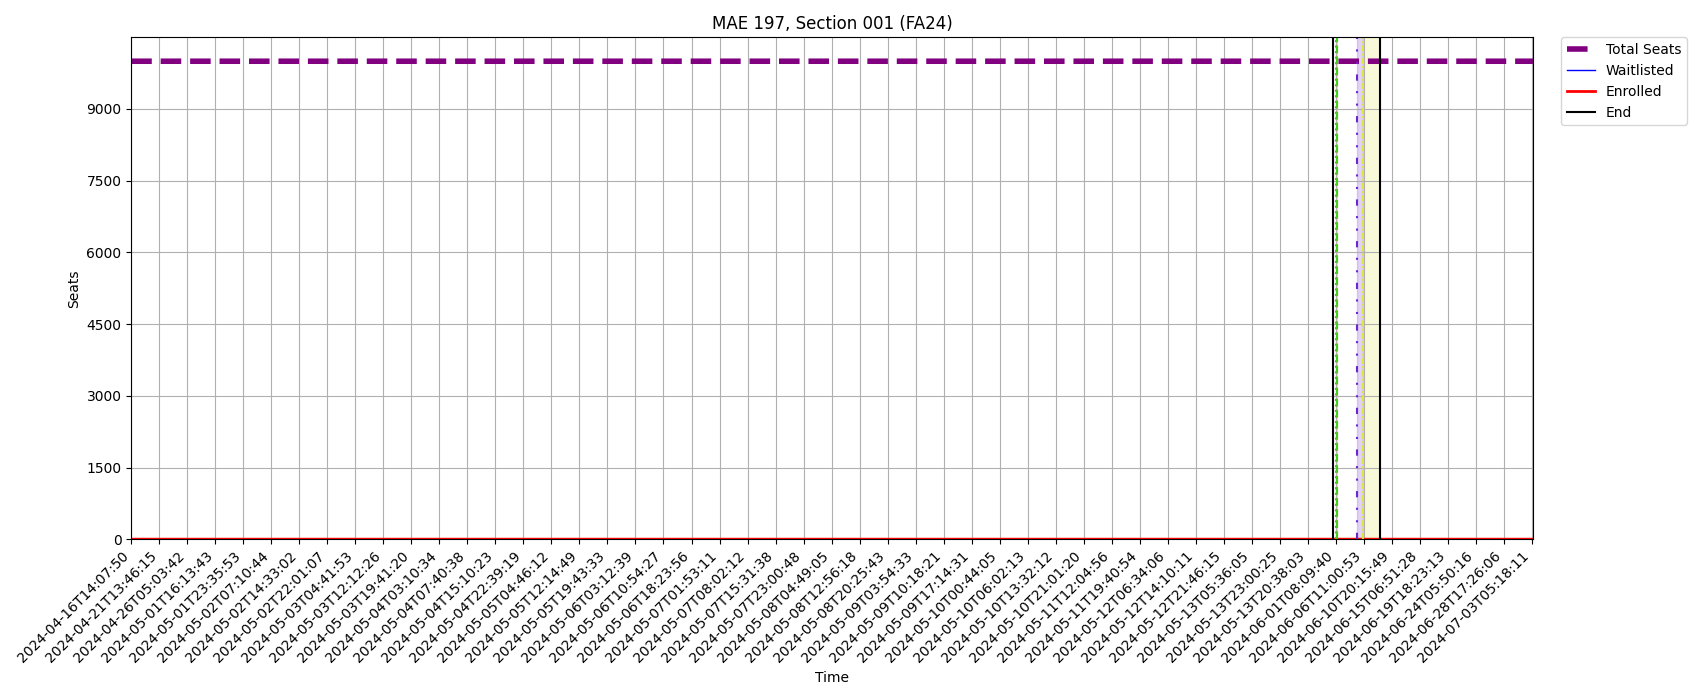 MAE 197, Section 001 (FA24)
Total Seats
Waitlisted
Enrolled
End
Seats
9000
7500
6000
4500
3000
1500
0
2024-04-16T14:07:50
2024-04-21T13:46:15
2024-04-26T05:03:42
2024-05-01T16:13:43
2024-05-01T23:35:53
2024-05-02T07:10:44
2024-05-02T14:33:02
2024-05-02T22:01:07
2024-05-03T04:41:53
2024-05-03T12:12:26
2024-05-03T19:41:20
2024-05-04T03:10:34
2024-05-04T07:40:38
2024-05-04T15:10:23
2024-05-04T22:39:19
2024-05-05T04:46:12
2024-05-05T12:14:49
2024-05-05T19:43:33
2024-05-06T03:12:39
2024-05-06T10:54:27
2024-05-06T18:23:56
2024-05-07T01:53:11
2024-05-07T08:02:12
2024-05-07T15:31:38
2024-05-07T23:00:48
2024-05-08T04:49:05
2024-05-08T12:56:18
2024-05-08T20:25:43
2024-05-09T03:54:33
2024-05-09T10:18:21
2024-05-09T17:14:31
2024-05-10T00:44:05
2024-05-10T06:02:13
2024-05-10T13:32:12
2024-05-10T21:01:20
2024-05-11T12:04:56
2024-05-11T19:40:54
2024-05-12T06:34:06
2024-05-12T14:10:11
2024-05-12T21:46:15
2024-05-13T05:36:05
2024-05-13T13:00:25
2024-05-13T20:38:03
2024-06-01T08:09:40
2024-06-06T11:00:53
2024-06-10T20:15:49
2024-06-15T06:51:28
2024-06-19T18:23:13
2024-06-24T05:50:16
2024-06-28T17:26:06
2024-07-03T05:18:11
Time